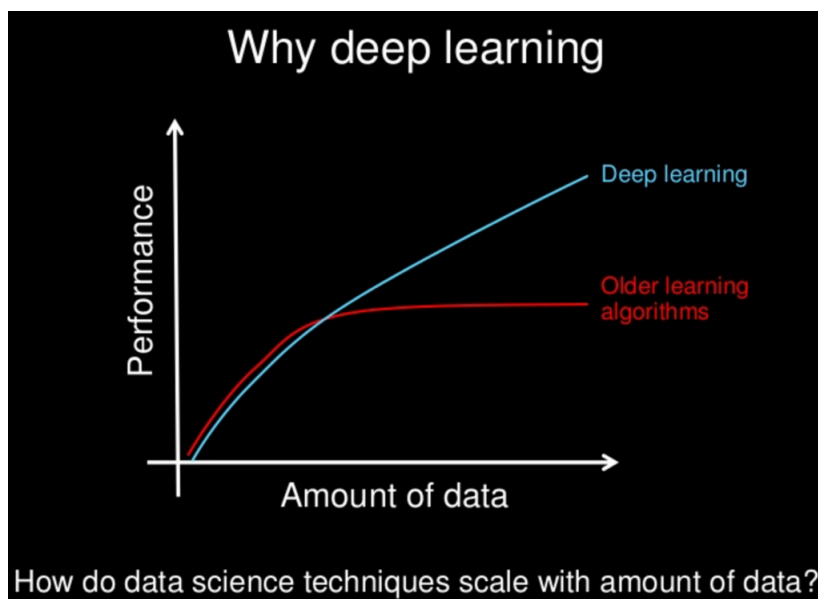 Why deep learning
Performance
Deep learning
Older learning
algorithms
Amount of data
How do data science techniques scale with amount of data?